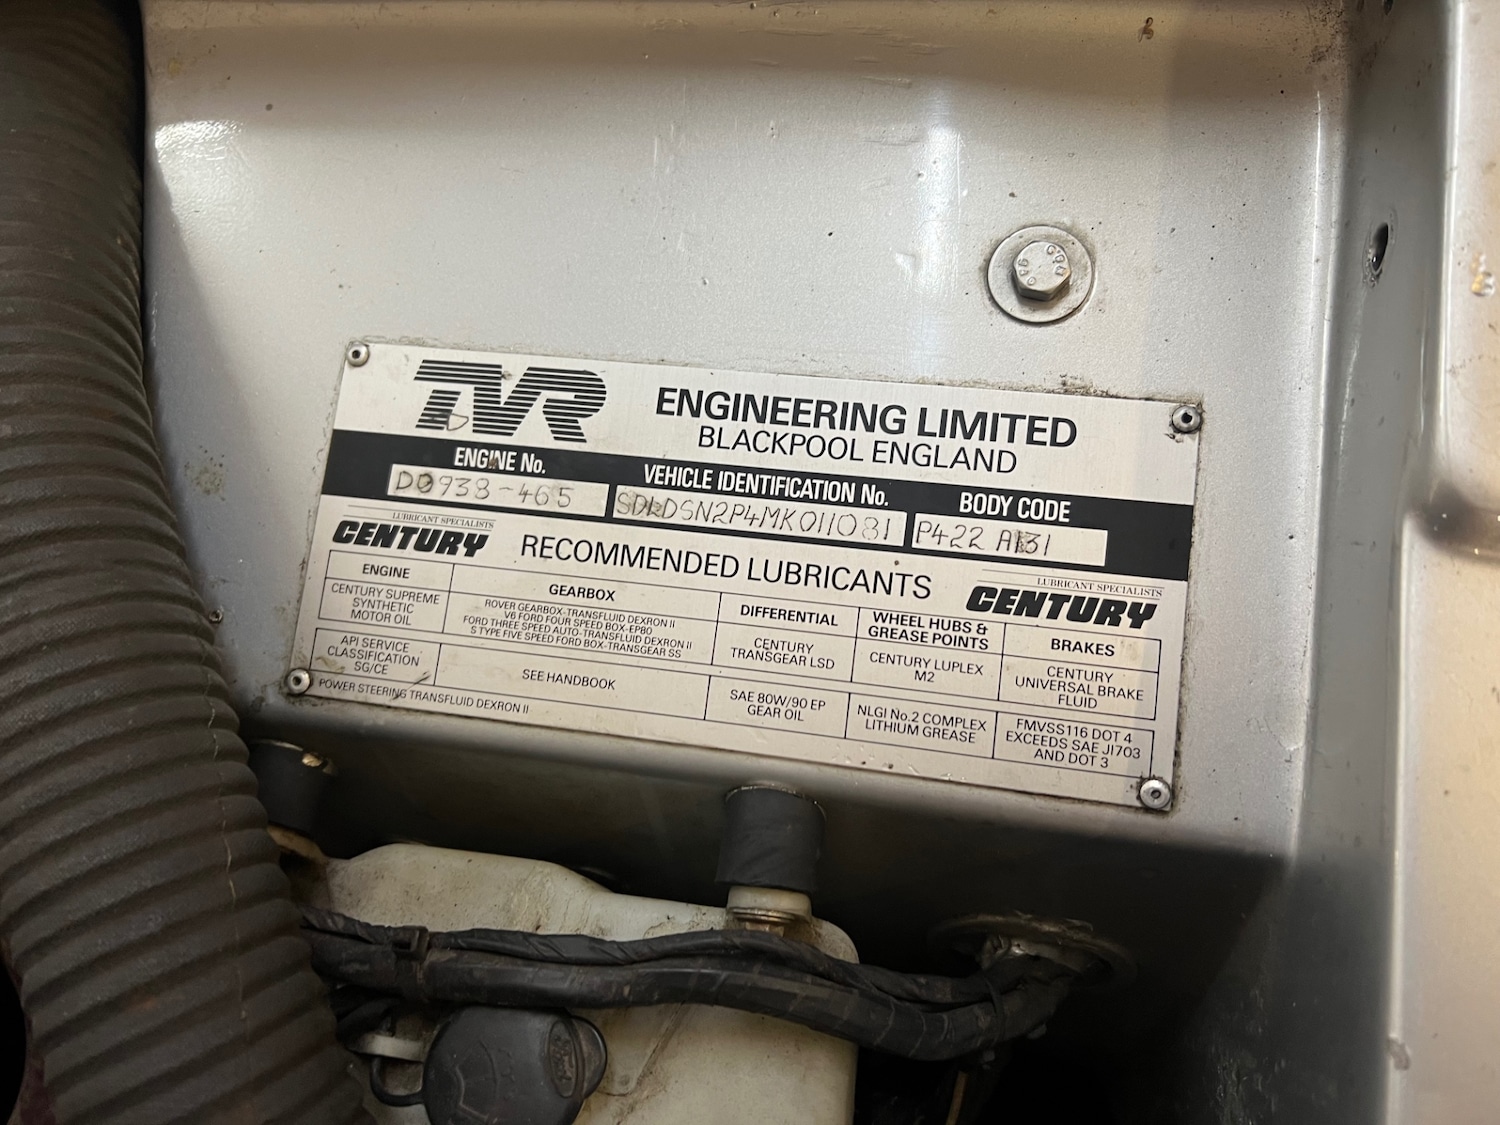 TVR
ENGINEERING LIMITED
BLACKPOOL ENGLAND
ENGINE No.
D0938-465
VEHICLE IDENTIFICATION No.
SDLDSN2P4MK011081
BODY CODE
P422
LUBRICANT SPECIALISTS
CENTURY
RECOMMENDED LUBRICANTS
LUBRICANT SPECIALISTS
CENTURY
ENGINE
CENTURY SUPREME
SYNTHETIC
MOTOR OIL
API SERVICE
CLASSIFICATION
SG/CE
GEARBOX
ROVER GEARBOX-TRANSFLUID DEXRON II
V6 FORD FOUR SPEED BOX-EP80
FORD THREE SPEED AUTO-TRANSFLUID DEXRON II
S TYPE FIVE SPEED FORD BOX-TRANSGEAR SS
SEE HANDBOOK
DIFFERENTIAL
CENTURY
TRANSGEAR LSD
SAE 80W/90 EP
GEAR OIL
WHEEL HUBS &
GREASE POINTS
CENTURY LUPLEX
M2
NLGI No.2 COMPLEX
LITHIUM GREASE
BRAKES
CENTURY
UNIVERSAL BRAKE
FLUID
FMVSS116 DOT 4
EXCEEDS SAE J1703
AND DOT 3
POWER STEERING TRANSFLUID DEXRON II